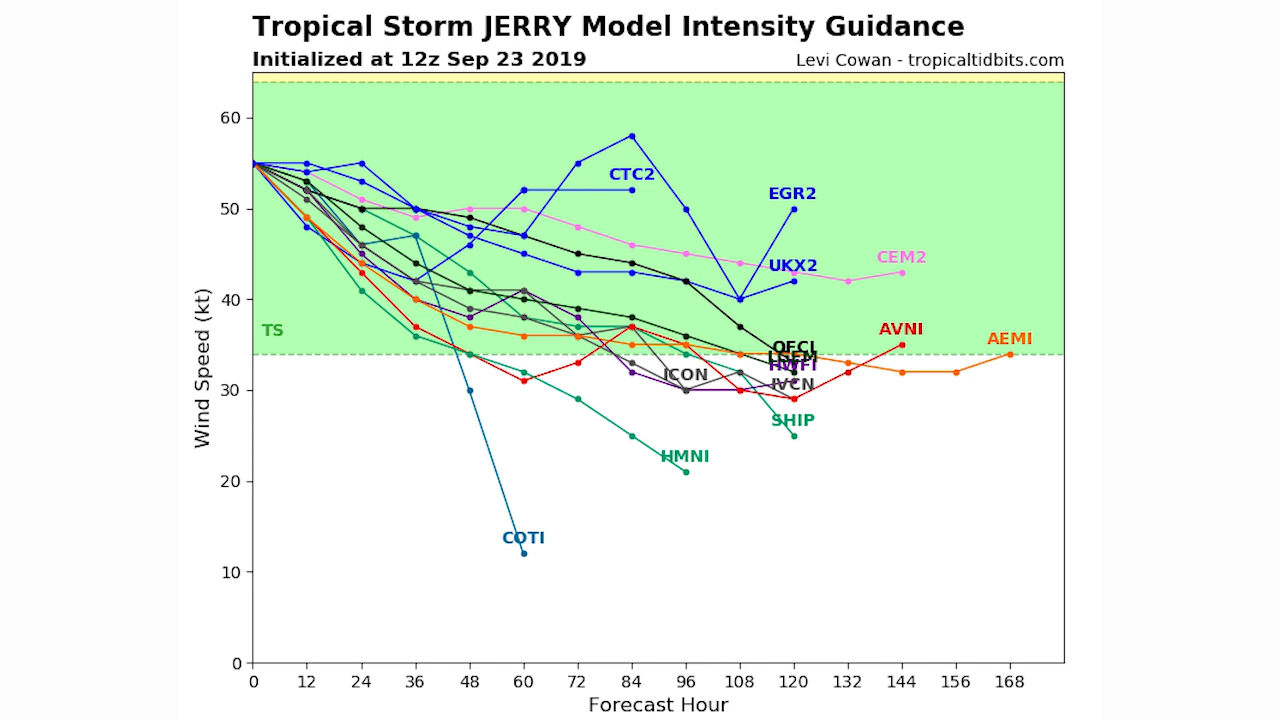 Tropical Storm JERRY Model Intensity Guidance
Initialized at 12z Sep 23 2019
Levi Cowan - tropicaltidbits.com
60
CTC2
EGR2
50
CEM2
UKX2
40
Wind Speed (kt)
TS
AVNI
AEMI
OFCI
LGEM
HWFI
ICON
IVCN
30
SHIP
HMNI
20
COTI
10
0
0 12 24 36 48 60 72 84 96 108 120 132 144 156 168
Forecast Hour